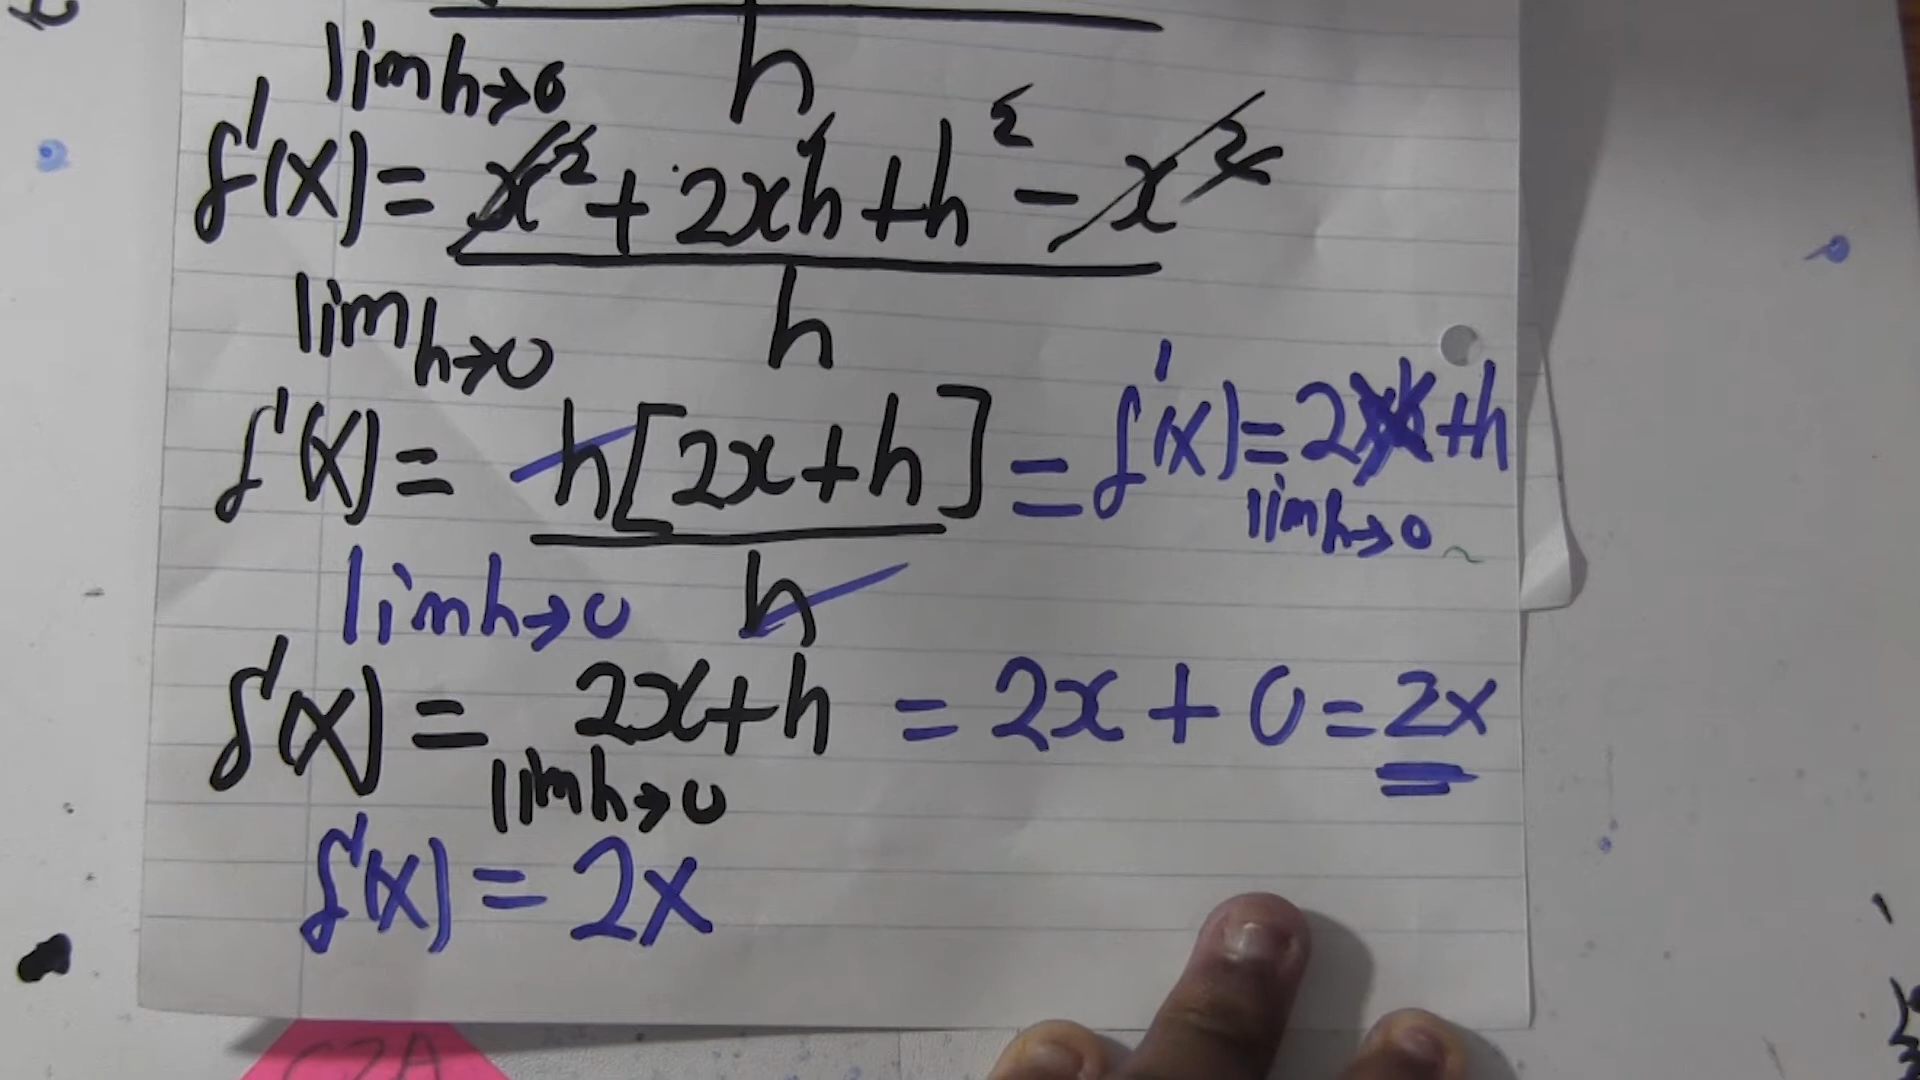 h
lim h→0
f'(x) = x² + 2xh + h² - x²
h
lim h→0
f'(x) = h[2x+h] = f'(x) = 2x+h
h
lim h→0
lim h→0
f'(x) = 2x+h = 2x + 0 = 2x
lim h→0
f'(x) = 2x